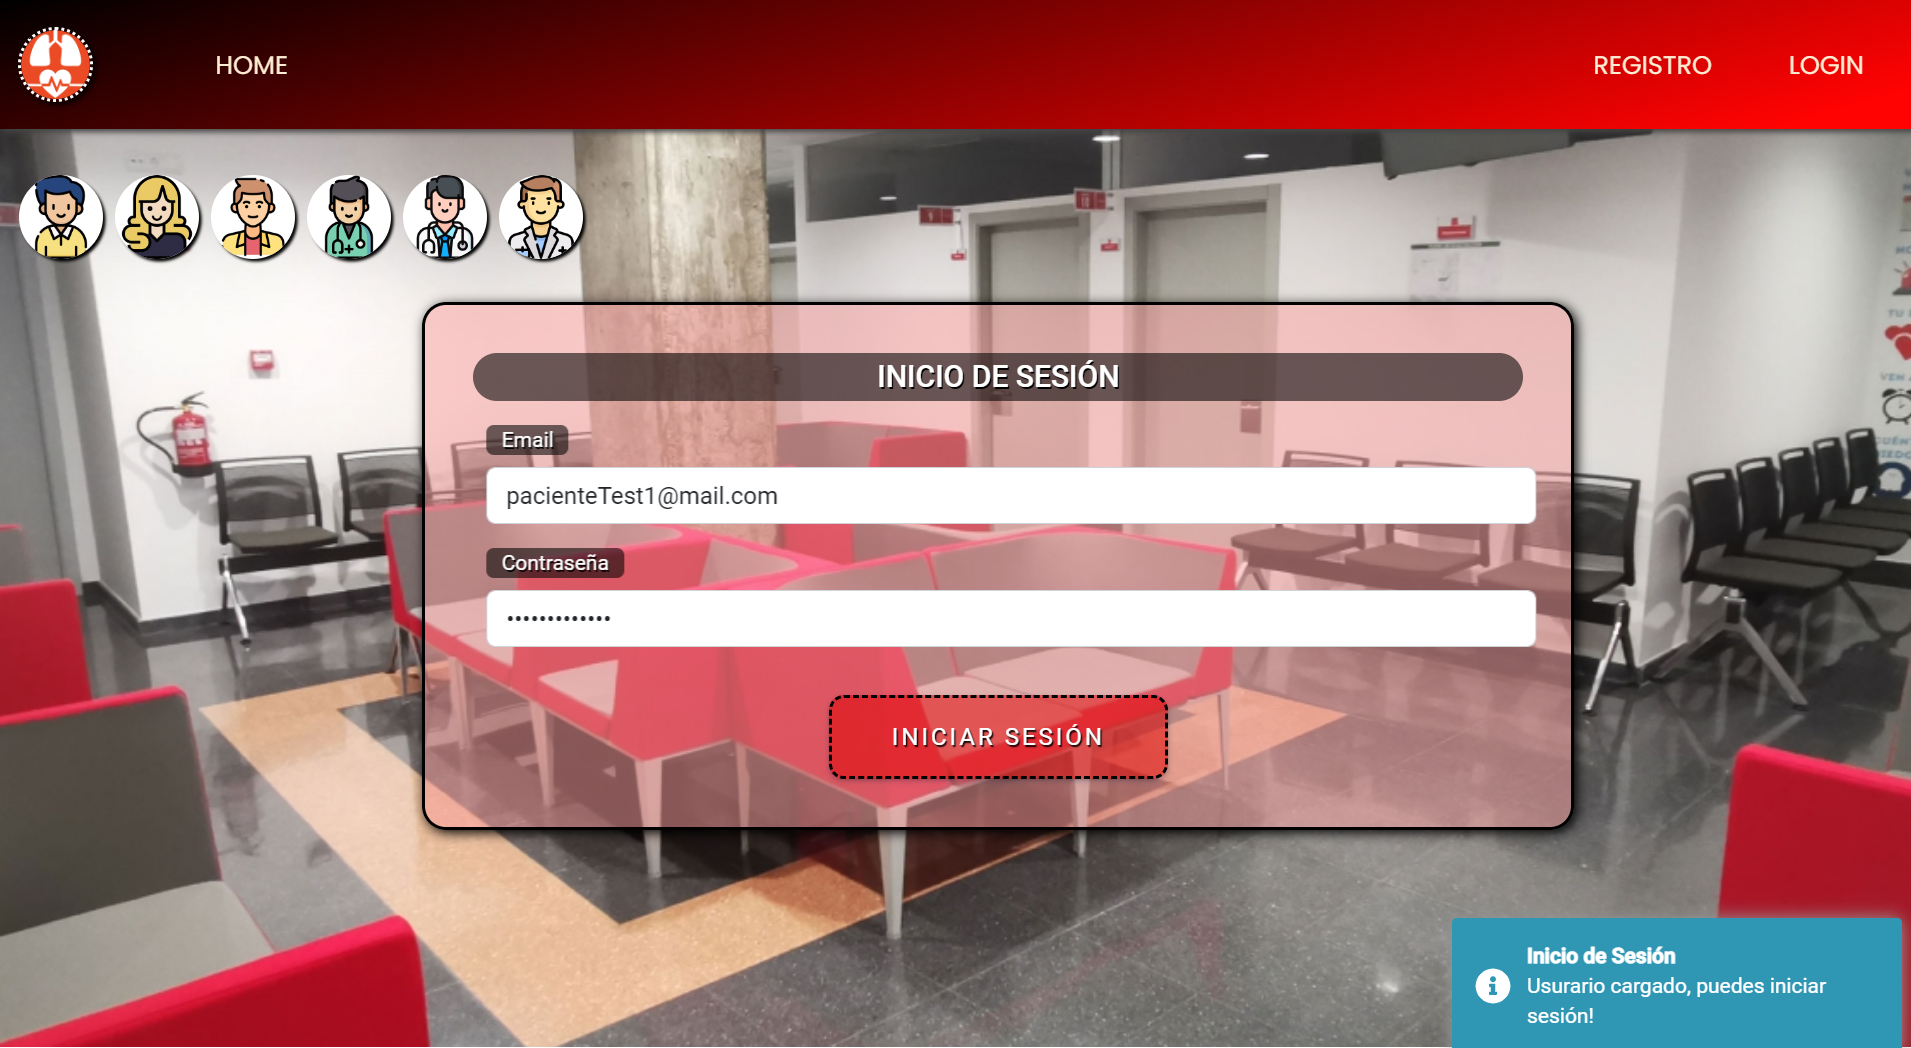 HOME
REGISTRO
LOGIN
INICIO DE SESIÓN
Email
pacienteTest1@mail.com
Contraseña
•••••••••••••
INICIAR SESIÓN
Inicio de Sesión
Usurario cargado, puedes iniciar
sesión!